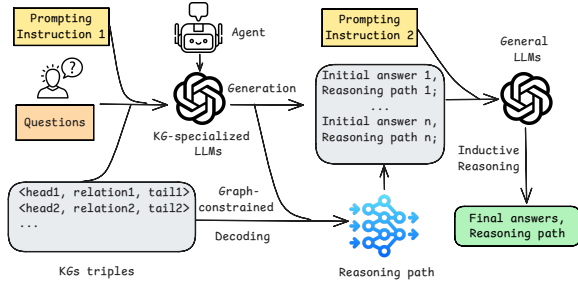 Prompting
Instruction 1
Agent
Prompting
Instruction 2
General
LLMs
?
Questions
Generation
KG-specialized
LLMs
Initial answer 1,
Reasoning path 1;
...
Initial answer n,
Reasoning path n;
Inductive
Reasoning
<head1, relation1, tail1>
<head2, relation2, tail2>
...
Graph-
constrained
Decoding
Final answers,
Reasoning path
KGs triples
Reasoning path